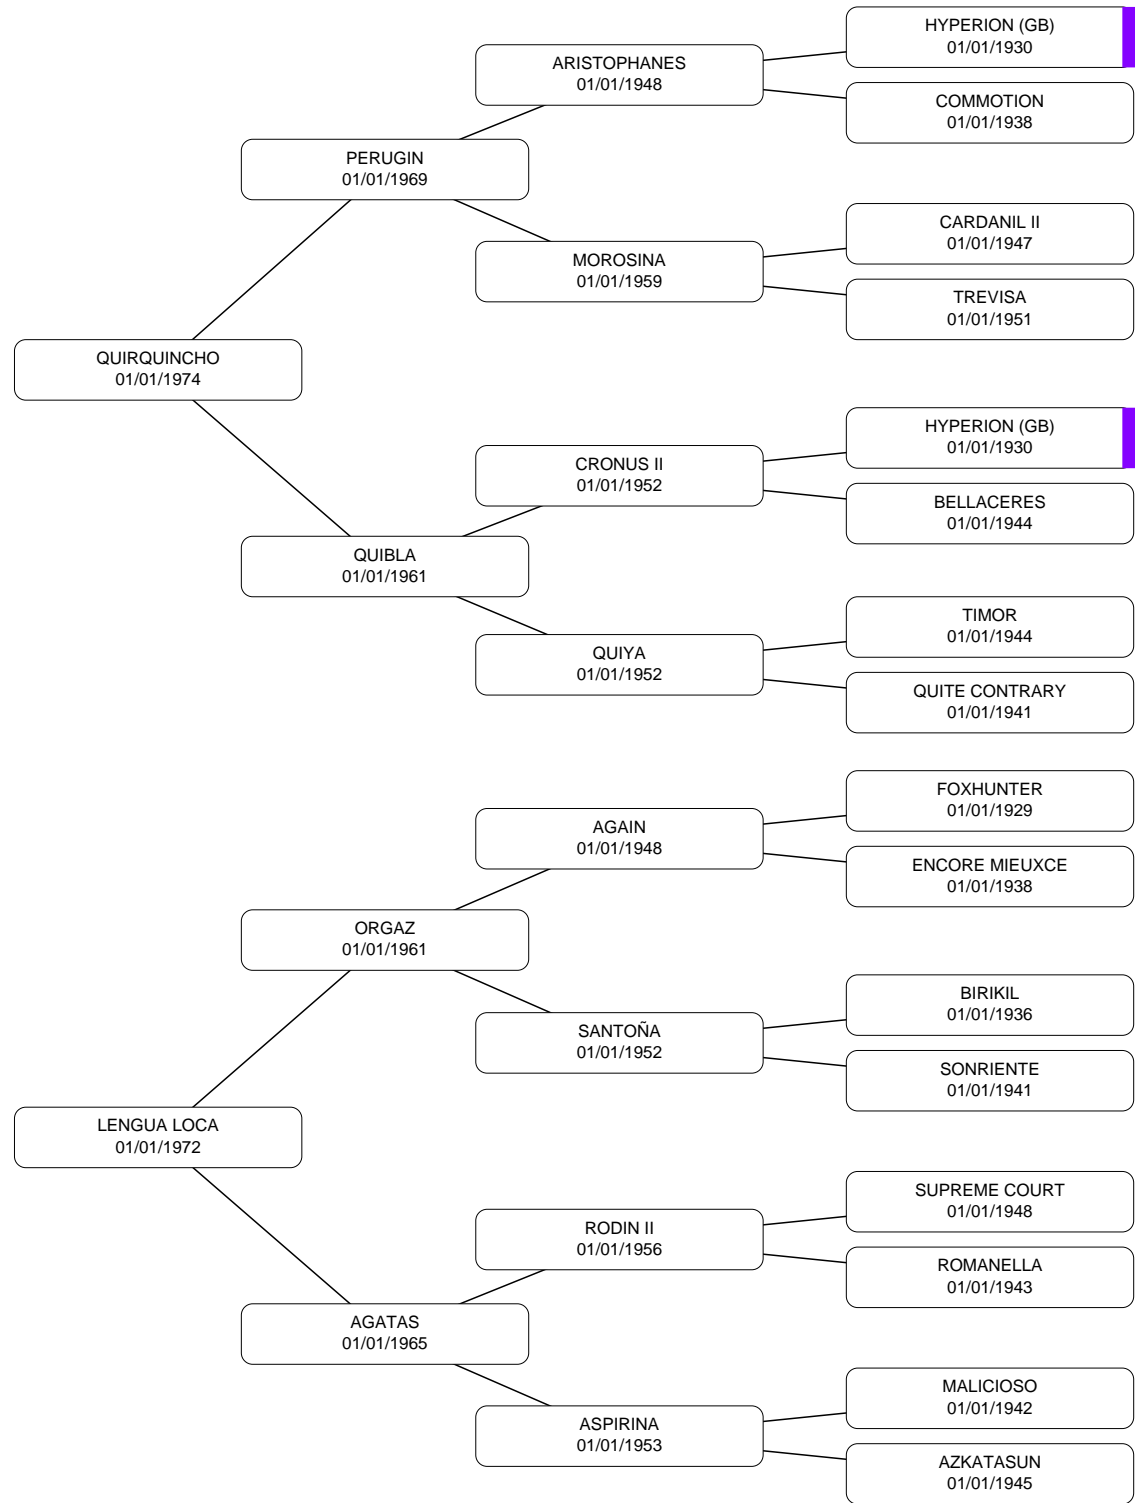 HYPERION (GB)
01/01/1930
ARISTOPHANES
01/01/1948
COMMOTION
01/01/1938
PERUGIN
01/01/1969
CARDANIL II
01/01/1947
MOROSINA
01/01/1959
TREVISA
01/01/1951
QUIRQUINCHO
01/01/1974
HYPERION (GB)
01/01/1930
CRONUS II
01/01/1952
BELLACERES
01/01/1944
QUIBLA
01/01/1961
TIMOR
01/01/1944
QUIYA
01/01/1952
QUITE CONTRARY
01/01/1941
FOXHUNTER
01/01/1929
AGAIN
01/01/1948
ENCORE MIEUXCE
01/01/1938
ORGAZ
01/01/1961
BIRIKIL
01/01/1936
SANTOÑA
01/01/1952
SONRIENTE
01/01/1941
LENGUA LOCA
01/01/1972
SUPREME COURT
01/01/1948
RODIN II
01/01/1956
ROMANELLA
01/01/1943
AGATAS
01/01/1965
MALICIOSO
01/01/1942
ASPIRINA
01/01/1953
AZKATASUN
01/01/1945